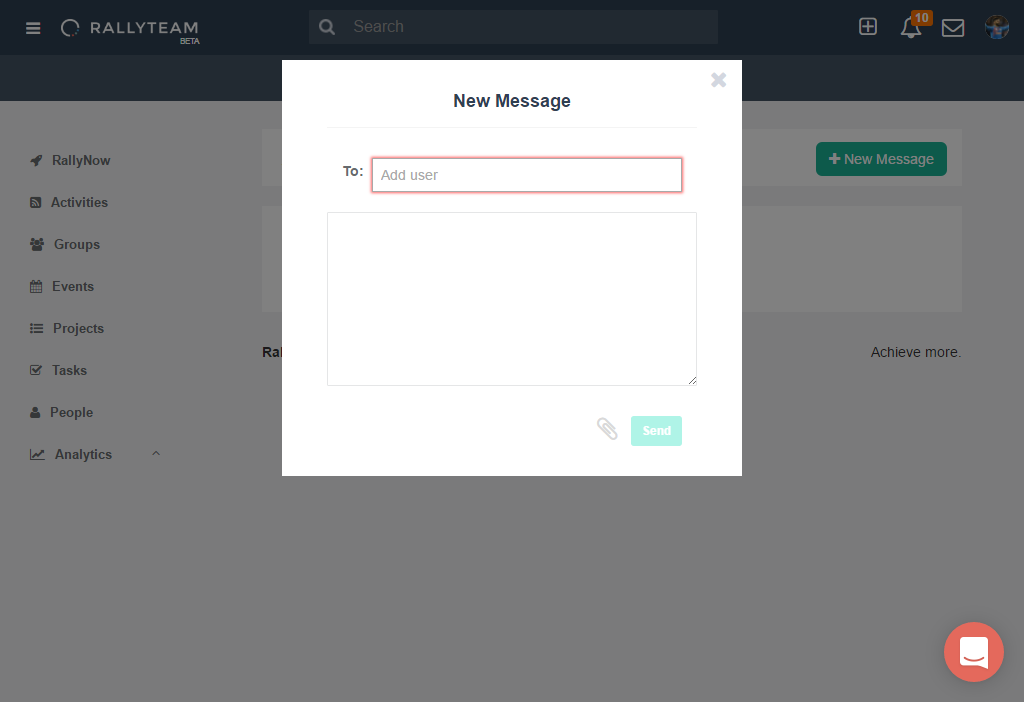 RALLYTEAM
BETA
Search
10
New Message
To:
Add user
New Message
RallyNow
Activities
Groups
Events
Projects
Tasks
People
Analytics
Achieve more.
Send